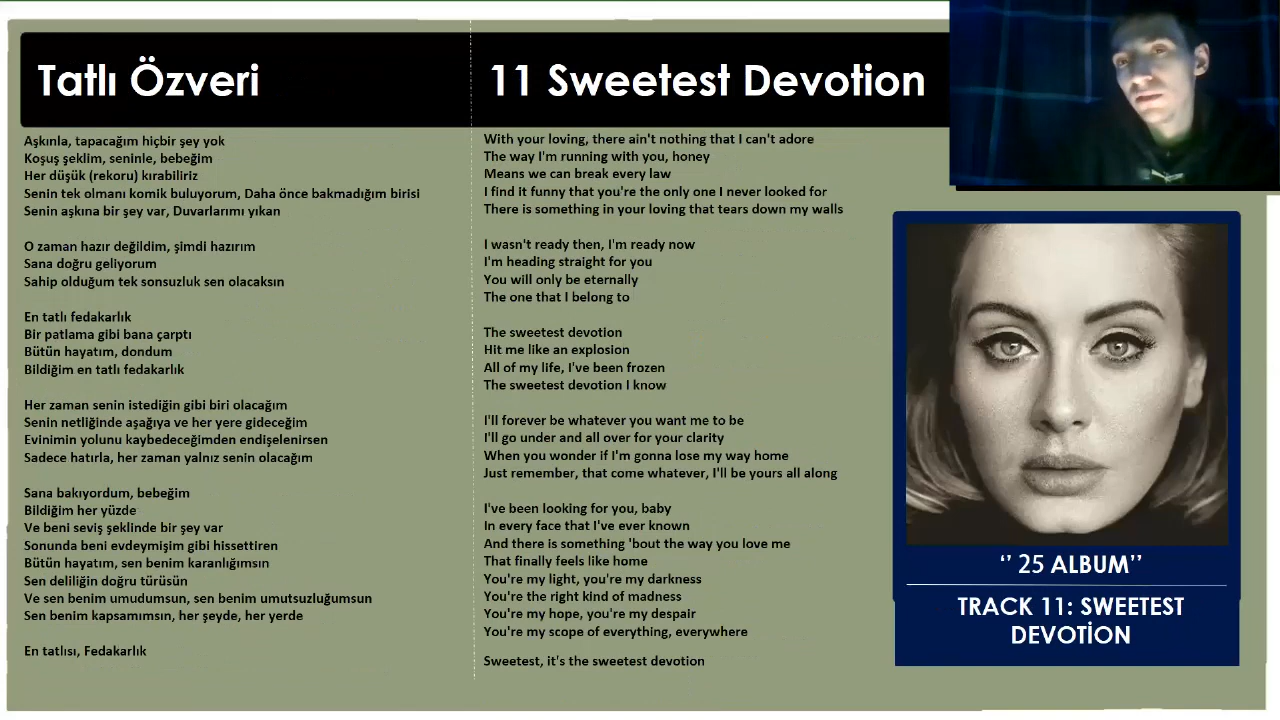 Tatlı Özveri
Aşkınla, tapacağım hiçbir şey yok
Koşuş şeklim, seninle, bebeğim
Her düşük (rekoru) kırabiliriz
Senin tek olmanı komik buluyorum, Daha önce bakmadığım birisi
Senin aşkına bir şey var, Duvarlarımı yıkan
O zaman hazır değildim, şimdi hazırım
Sana doğru geliyorum
Sahip olduğum tek sonsuzluk sen olacaksın
En tatlı fedakarlık
Bir patlama gibi bana çarptı
Bütün hayatım, dondum
Bildiğim en tatlı fedakarlık
Her zaman senin istediğin gibi biri olacağım
Senin netliğinde aşağıya ve her yere gideceğim
Evinimin yolunu kaybedeceğimden endişelenirsen
Sadece hatırla, her zaman yalnız senin olacağım
Sana bakıyordum, bebeğim
Bildiğim her yüzde
Ve beni seviş şeklinde bir şey var
Sonunda beni evdeymişim gibi hissettiren
Bütün hayatım, sen benim karanlığımsın
Sen deliliğin doğru türüsün
Ve sen benim umudumsun, sen benim umutsuzluğumsun
Sen benim kapsamımsın, her şeyde, her yerde
En tatlısı, Fedakarlık
11 Sweetest Devotion
With your loving, there ain't nothing that I can't adore
The way I'm running with you, honey
Means we can break every law
I find it funny that you're the only one I never looked for
There is something in your loving that tears down my walls
I wasn't ready then, I'm ready now
I'm heading straight for you
You will only be eternally
The one that I belong to
The sweetest devotion
Hit me like an explosion
All of my life, I've been frozen
The sweetest devotion I know
I'll forever be whatever you want me to be
I'll go under and all over for your clarity
When you wonder if I'm gonna lose my way home
Just remember, that come whatever, I'll be yours all along
I've been looking for you, baby
In every face that I've ever known
And there is something 'bout the way you love me
That finally feels like home
You're my light, you're my darkness
You're the right kind of madness
You're my hope, you're my despair
You're my scope of everything, everywhere
Sweetest, it's the sweetest devotion
‘’ 25 ALBUM’’
TRACK 11: SWEETEST
DEVOTİON